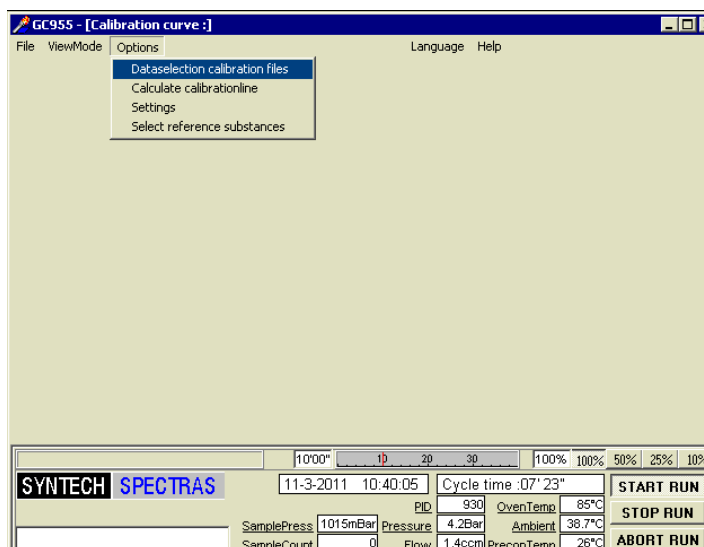 GC955 - [Calibration curve :]
File ViewMode Options Language Help
Dataselection calibration files
Calculate calibrationline
Settings
Select reference substances
10'00" 10 20 30 100% 100% 50% 25% 10%
SYNTECH SPECTRAS 11-3-2011 10:40:05 Cycle time :07' 23" START RUN
PID 930 OvenTemp 85°C STOP RUN
SamplePress 1015mBar Pressure 4.2Bar Ambient 38.7°C
SampleCount 0 Flow 1.4ccm PreconTemp 26°C ABORT RUN